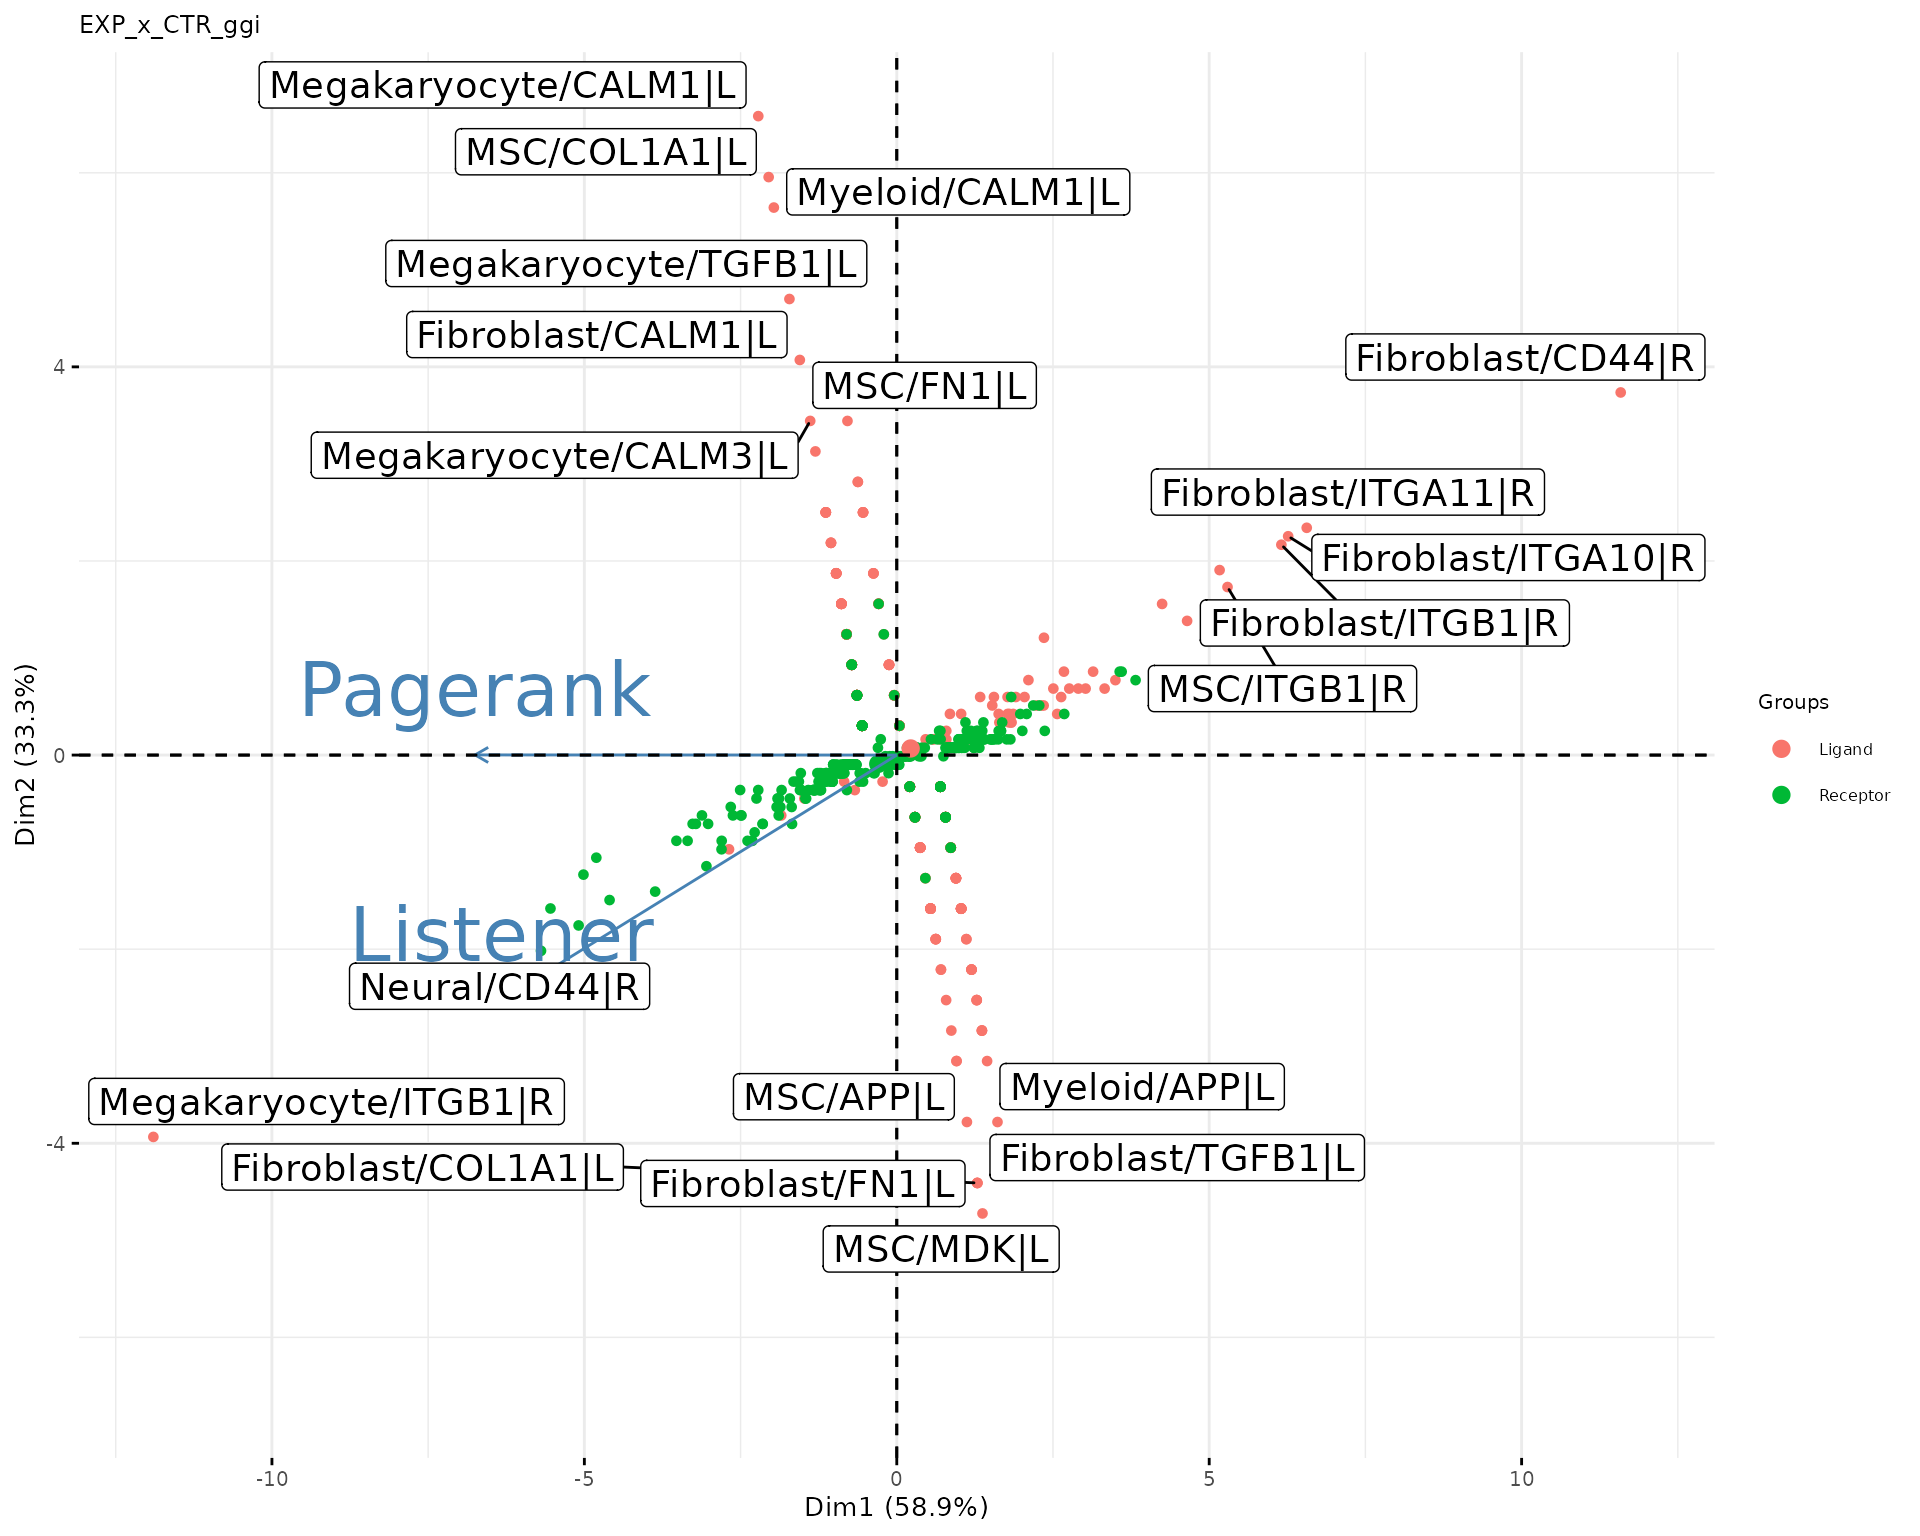 EXP_x_CTR_ggi
Megakaryocyte/CALM1|L
MSC/COL1A1|L
Myeloid/CALM1|L
Megakaryocyte/TGFB1|L
Fibroblast/CALM1|L
Fibroblast/CD44|R
4
MSC/FN1|L
Megakaryocyte/CALM3|L
Fibroblast/ITGA11|R
Fibroblast/ITGA10|R
Fibroblast/ITGB1|R
Pagerank
MSC/ITGB1|R
Groups
Ligand
Receptor
0
Dim2 (33.3%)
Listener
Neural/CD44|R
Megakaryocyte/ITGB1|R
MSC/APP|L
Myeloid/APP|L
-4
Fibroblast/COL1A1|L
Fibroblast/TGFB1|L
Fibroblast/FN1|L
MSC/MDK|L
-10
-5
0
5
10
Dim1 (58.9%)